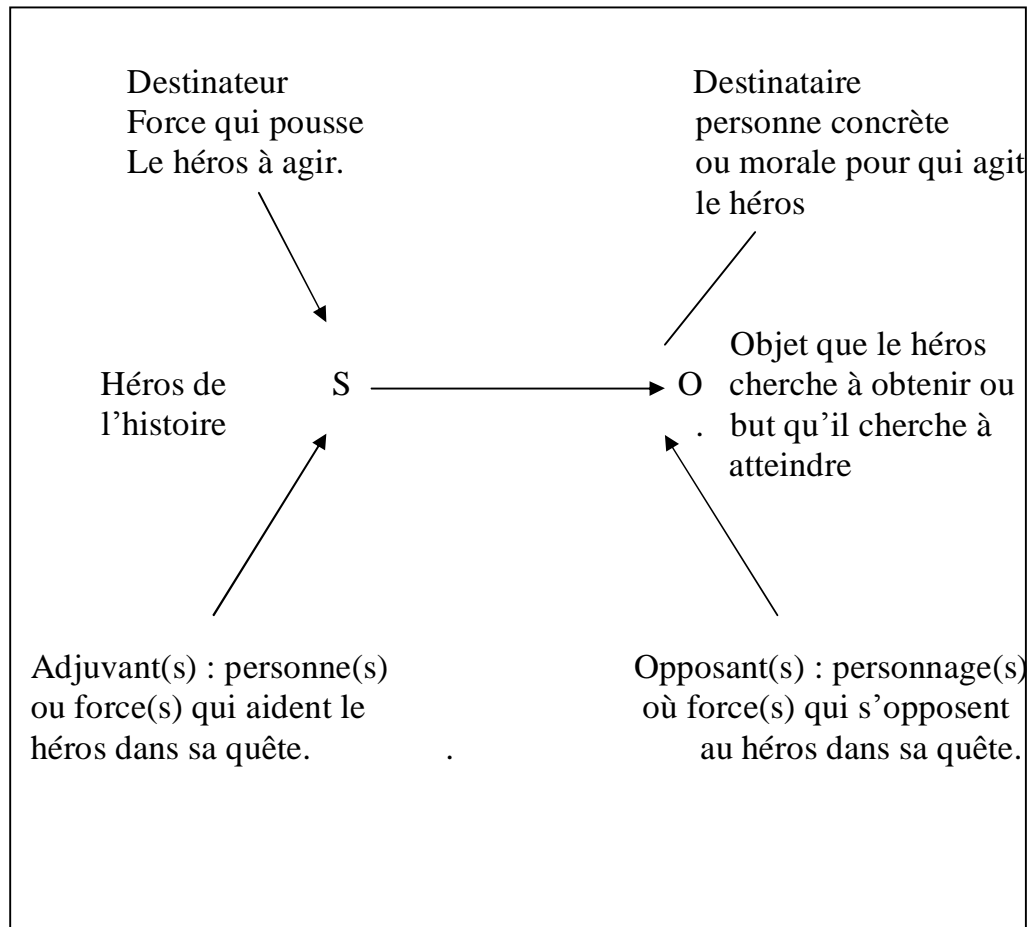 Destinateur
Force qui pousse
Le héros à agir.
Destinataire
personne concrète
ou morale pour qui agit
le héros
Héros de
l’histoire
S
O
.
Objet que le héros
cherche à obtenir ou
but qu’il cherche à
atteindre
Adjuvant(s) : personne(s)
ou force(s) qui aident le
héros dans sa quête.
.
Opposant(s) : personnage(s)
où force(s) qui s’opposent
au héros dans sa quête.